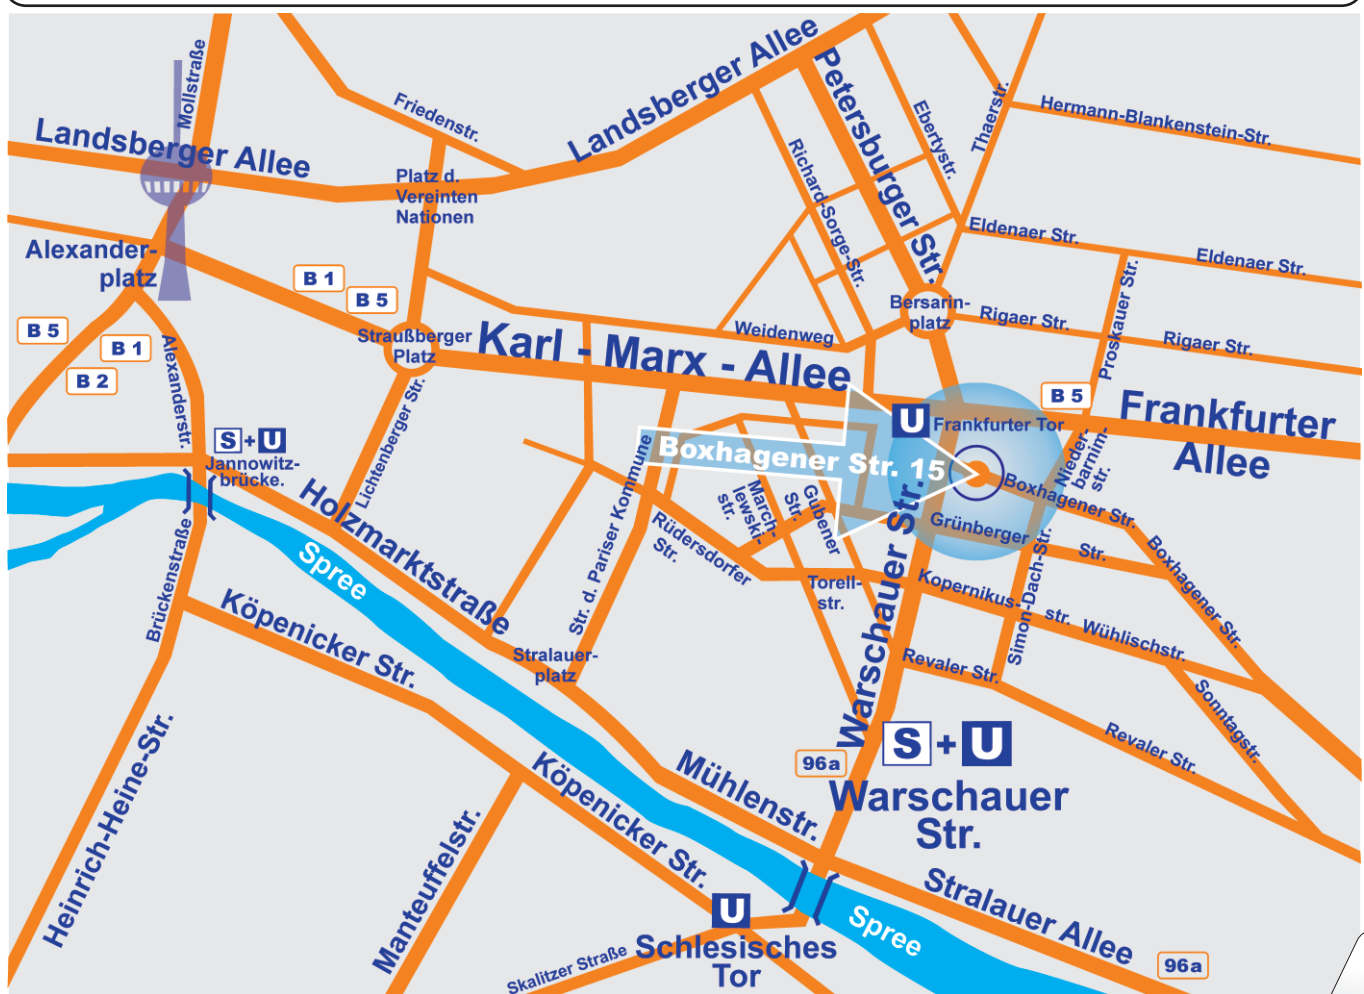 Mollstraße
Landsberger Allee
Friedenstr.
Landsberger Allee
Petersburger Str.
Ebertystr.
Thaerstr.
Hermann-Blankenstein-Str.
Richard-Sorge-Str.
Platz d.
Vereinten
Nationen
Alexander-
platz
Eldenaer Str.
Eldenaer Str.
B 1
B 5
B 5
B 1
B 2
Alexanderstr.
Straußberger
Platz
Karl - Marx - Allee
Weidenweg
Bersarin-
platz
Rigaer Str.
Rigaer Str.
Proskauer Str.
B 5
Frankfurter
Allee
U
Frankfurter Tor
Nieder-
barnim-
str.
S+U
Jannowitz-
brücke.
Lichtenberger Str.
Boxhagener Str. 15
Boxhagener Str.
Boxhagener Str.
Holzmarktstraße
Str. d. Pariser Kommune
Rüdersdorfer
Str.
March-
lewski-
str.
Gubener
Str.
Grünberger
Str.
Spree
Brückenstraße
Köpenicker Str.
Torell-
str.
Kopernikus-
str.
Simon-Dach-Str.
Wühlischstr.
Warschauer Str.
Revaler Str.
Revaler Str.
Sonntagstr.
Stralauer-
platz
Heinrich-Heine-Str.
Köpenicker Str.
Mühlenstr.
96a
S+U
Warschauer
Str.
Manteuffelstr.
U
Schlesisches
Tor
Skalitzer Straße
Spree
Stralauer Allee
96a